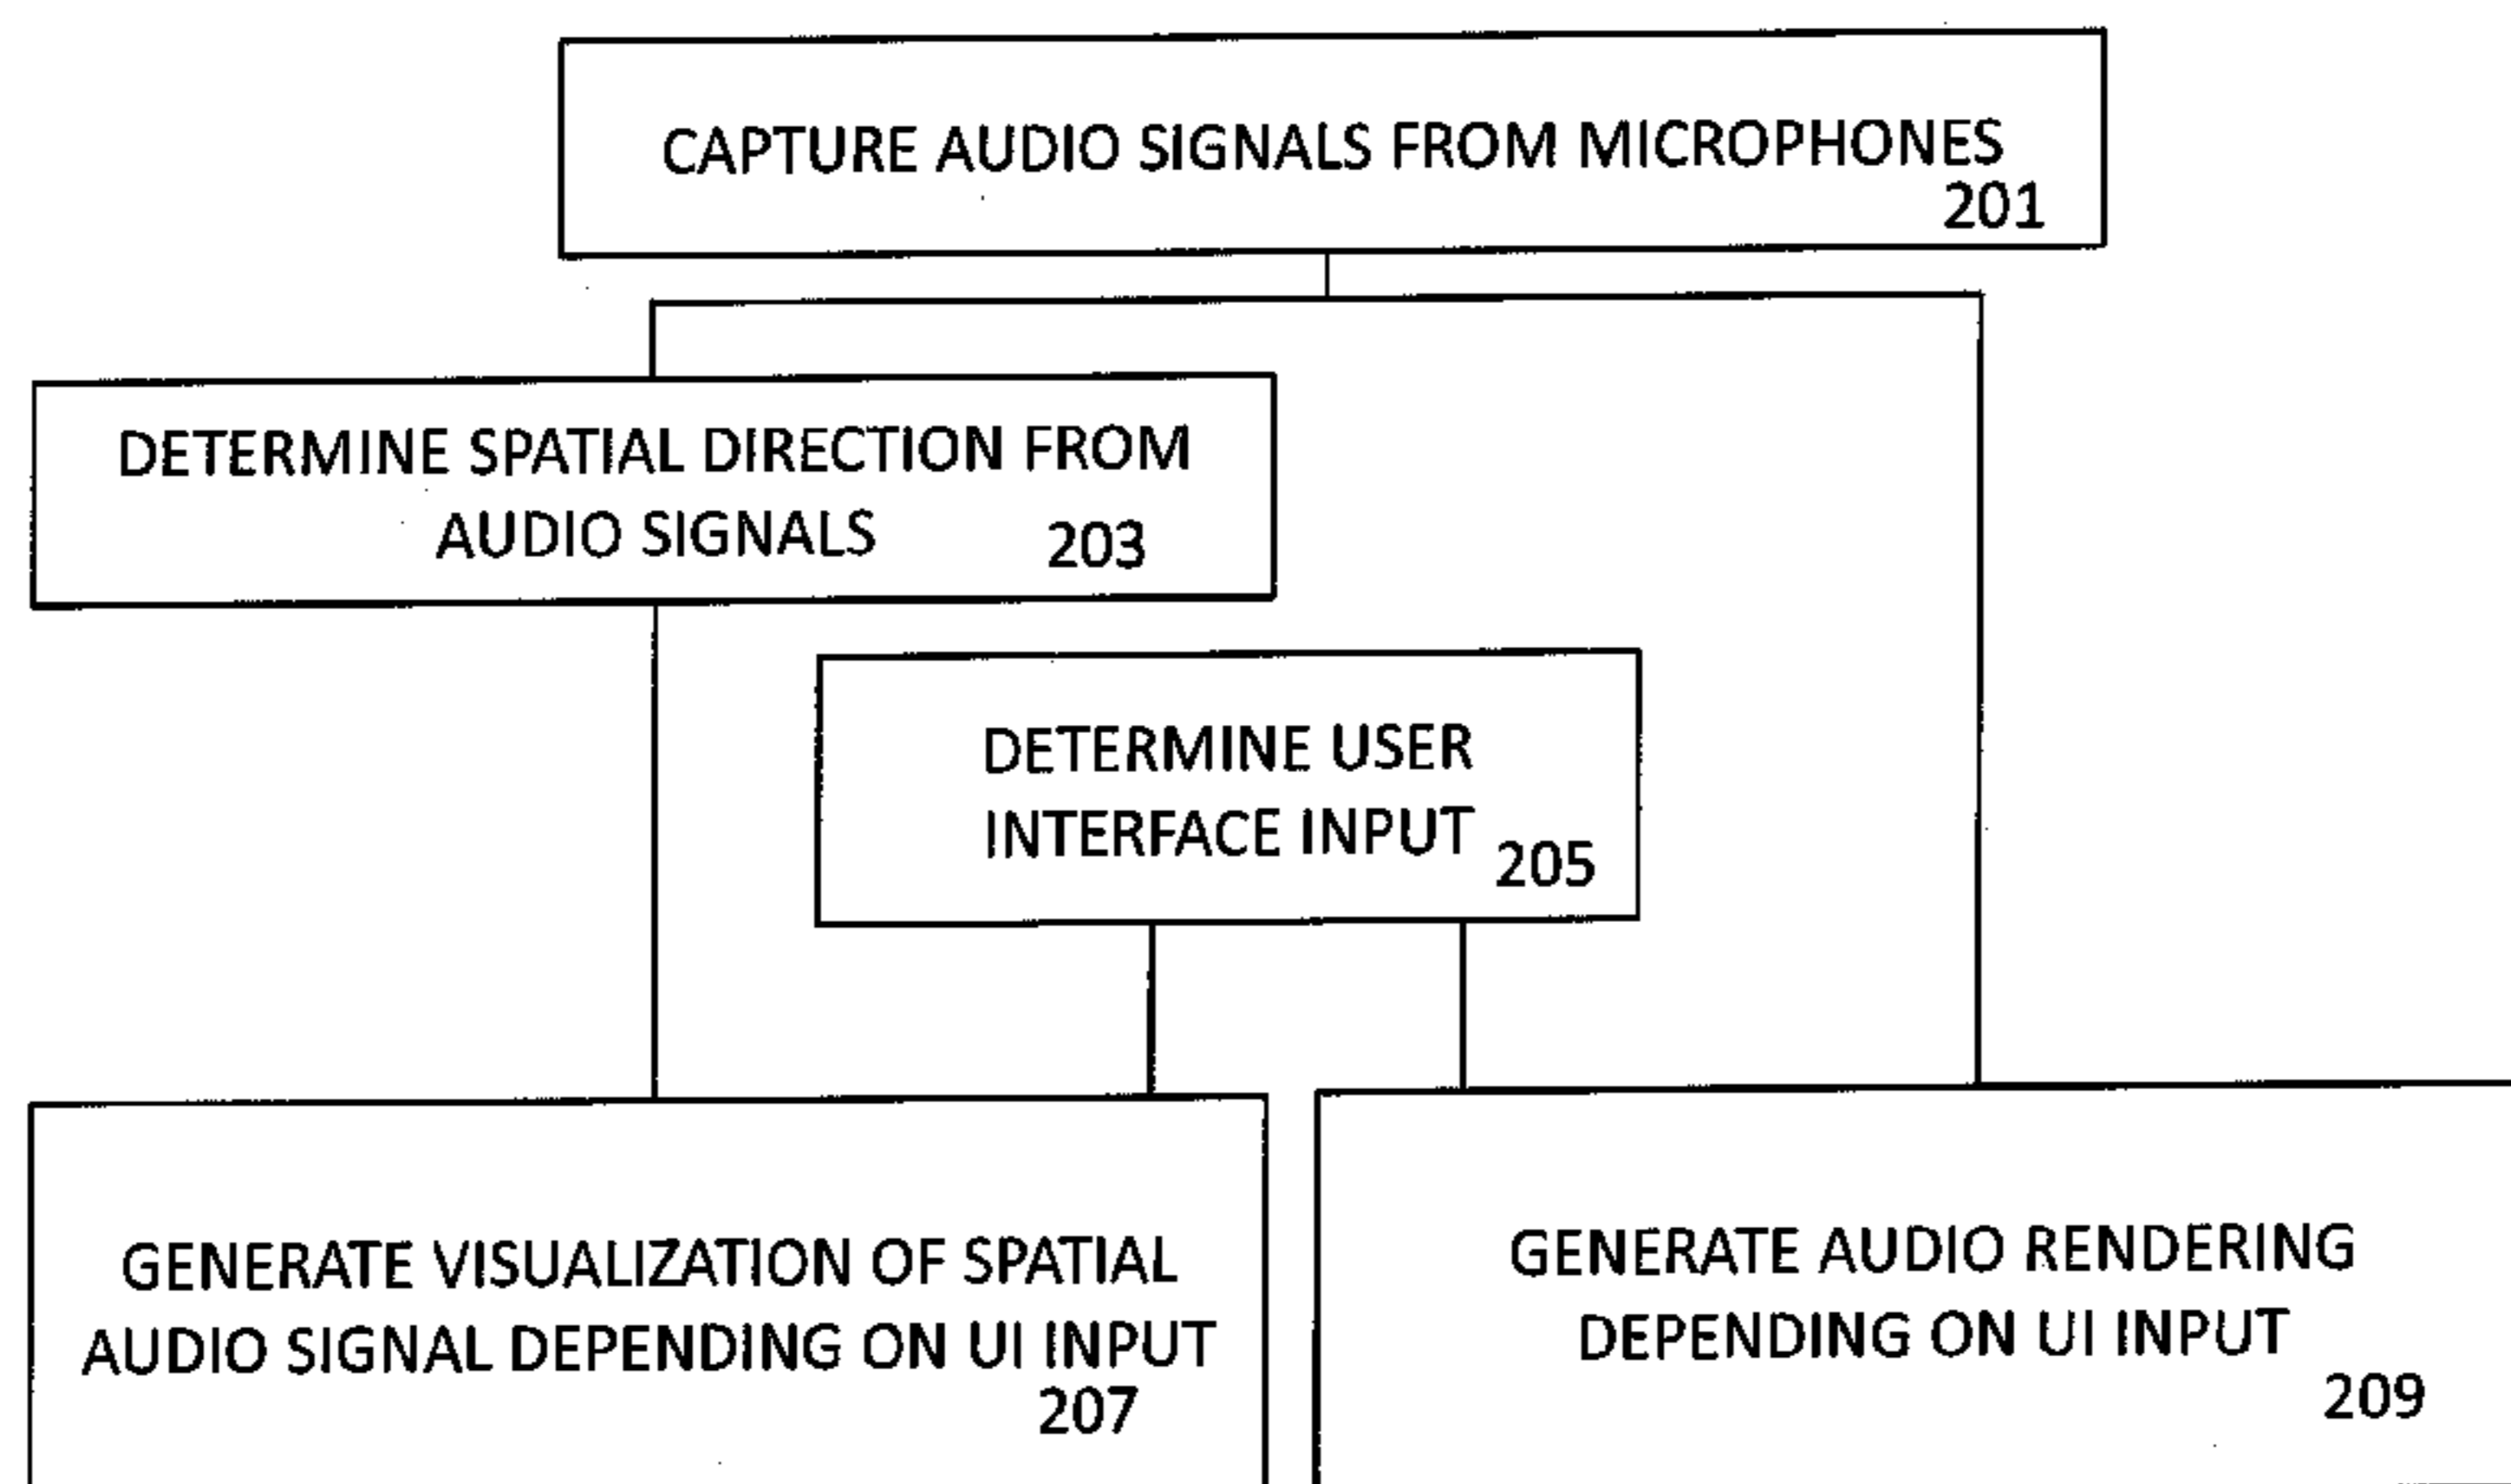 CAPTURE AUDIO SIGNALS FROM MICROPHONES
201
DETERMINE SPATIAL DIRECTION FROM
AUDIO SIGNALS 203
DETERMINE USER
INTERFACE INPUT 205
GENERATE VISUALIZATION OF SPATIAL
AUDIO SIGNAL DEPENDING ON UI INPUT
207
GENERATE AUDIO RENDERING
DEPENDING ON UI INPUT
209